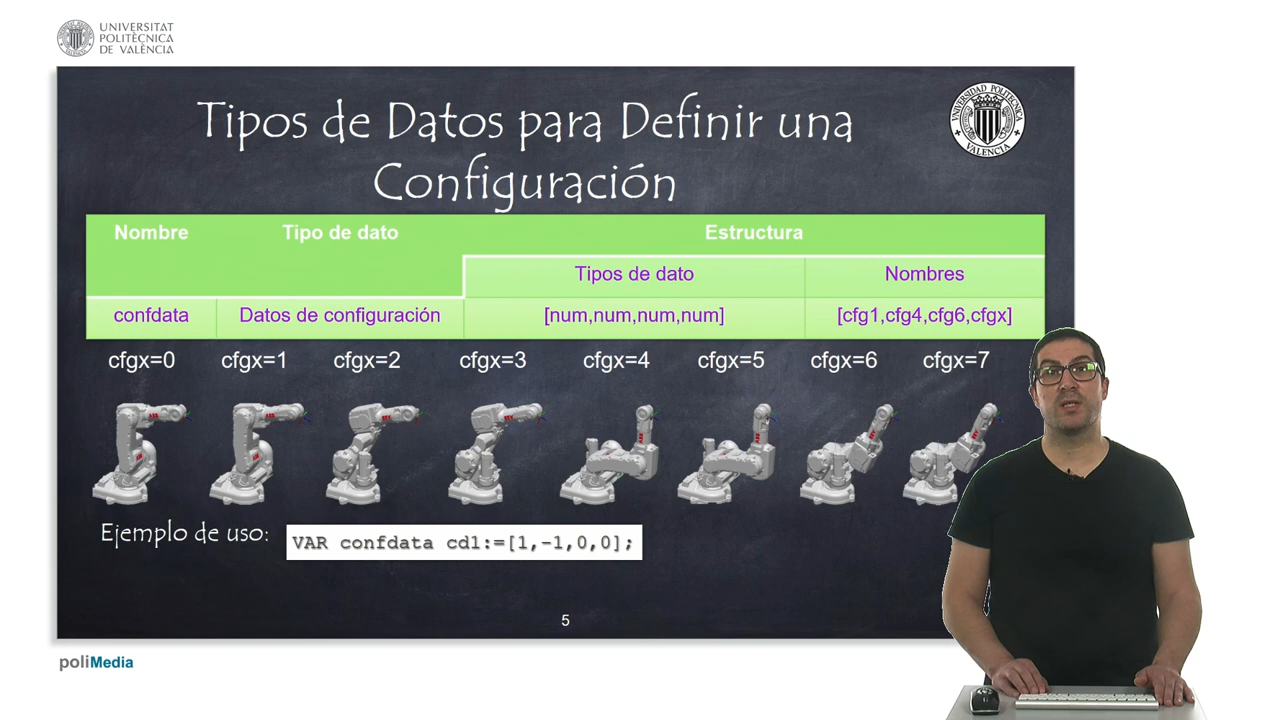 UNIVERSITAT
POLITÈCNICA
DE VALÈNCIA
Tipos de Datos para Definir una
Configuración
UNIVERSIDAD POLITECNICA
VALENCIA
Nombre Tipo de dato Estructura
Tipos de dato Nombres
confdata Datos de configuración [num,num,num,num] [cfg1,cfg4,cfg6,cfgx]
cfgx=0 cfgx=1 cfgx=2 cfgx=3 cfgx=4 cfgx=5 cfgx=6 cfgx=7
Ejemplo de uso: VAR confdata cd1:=[1,-1,0,0];
5
poliMedia